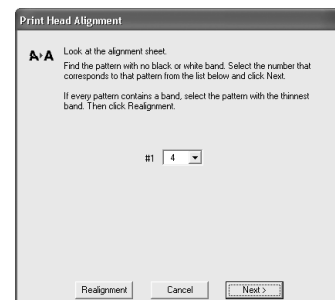 Print Head Alignment
A▸A
Look at the alignment sheet.
Find the pattern with no black or white band. Select the number that
corresponds to that pattern from the list below and click Next.
If every pattern contains a band, select the pattern with the thinnest
band. Then click Realignment.
#1 4
Realignment Cancel Next >